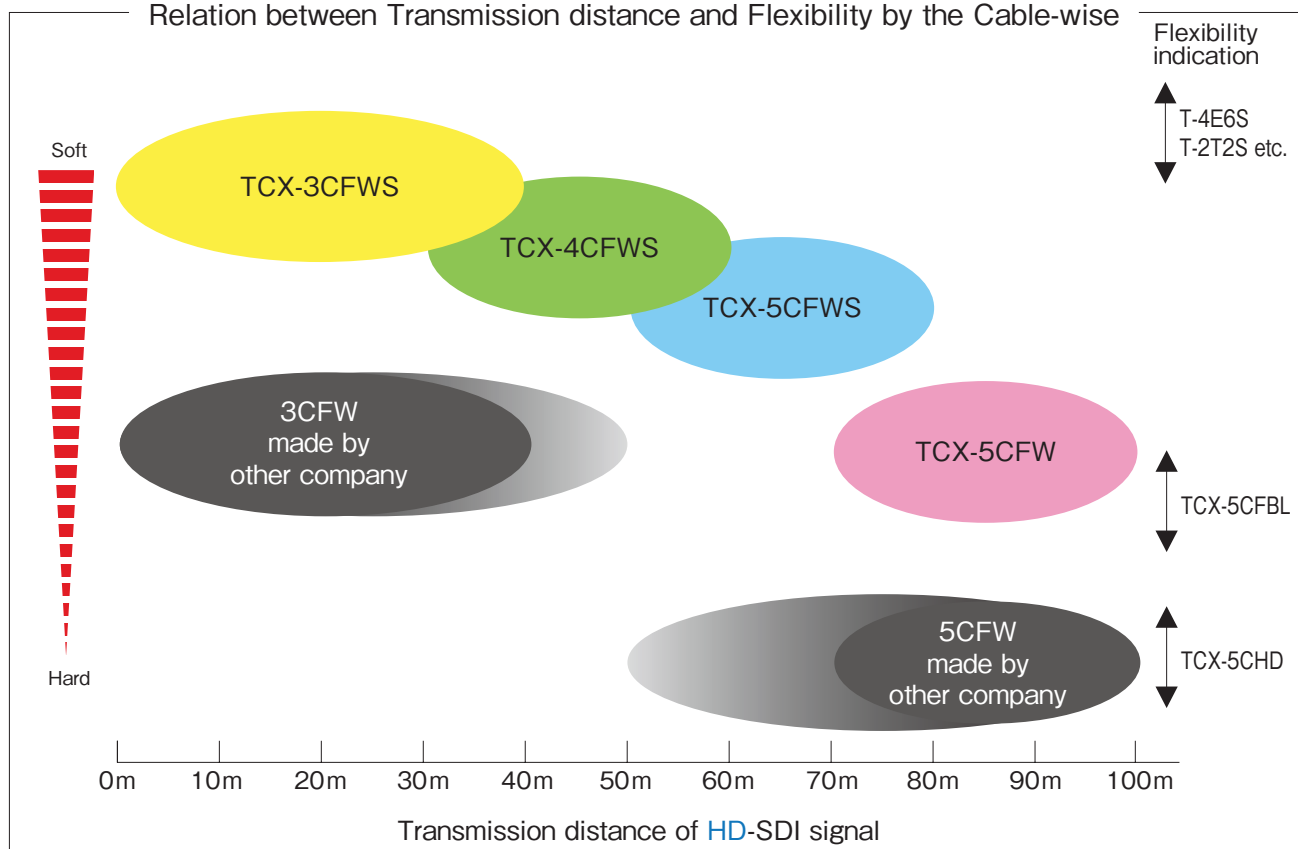 Relation between Transmission distance and Flexibility by the Cable-wise
Flexibility
indication
T-4E6S
T-2T2S etc.
Soft
TCX-3CFWS
TCX-4CFWS
TCX-5CFWS
3CFW
made by
other company
TCX-5CFW
TCX-5CFBL
5CFW
made by
other company
TCX-5CHD
Hard
0m 10m 20m 30m 40m 50m 60m 70m 80m 90m 100m
Transmission distance of HD-SDI signal